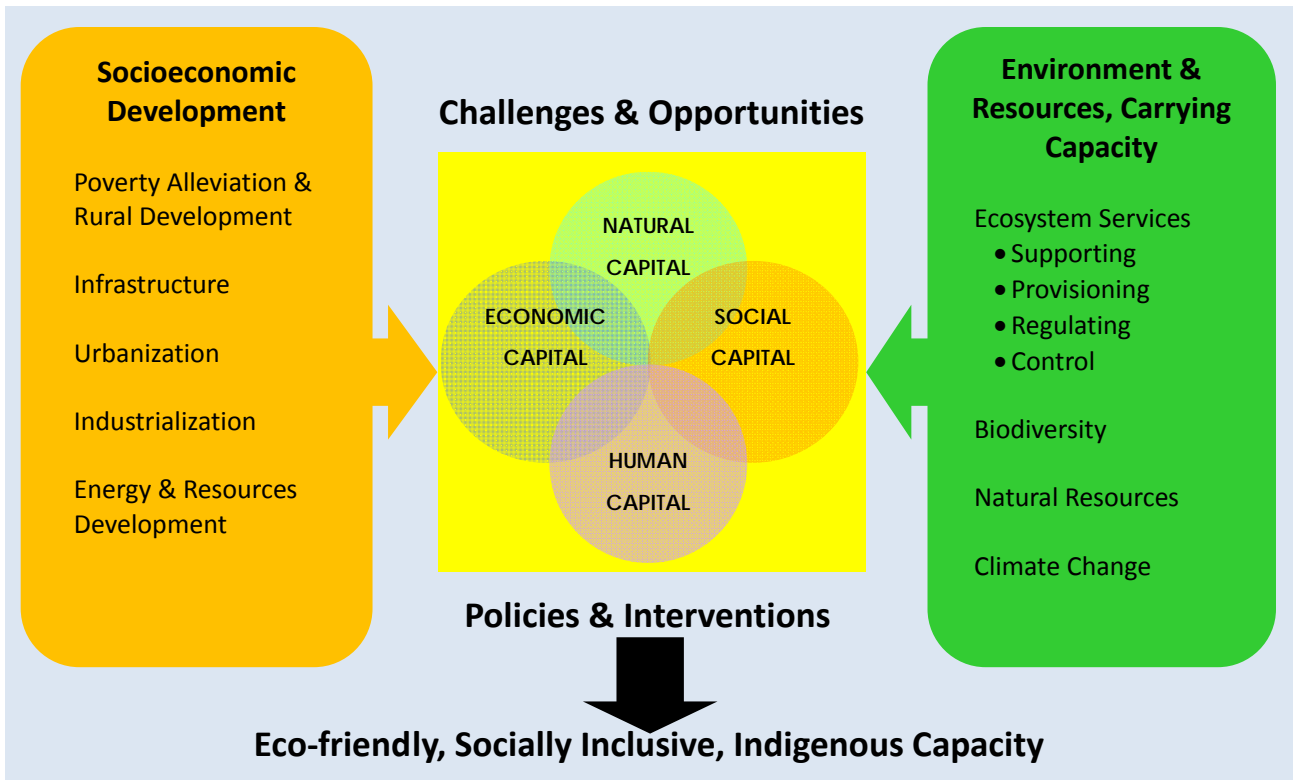 Socioeconomic
Development
Poverty Alleviation &
Rural Development
Infrastructure
Urbanization
Industrialization
Energy & Resources
Development
Challenges & Opportunities
NATURAL
CAPITAL
ECONOMIC
CAPITAL
SOCIAL
CAPITAL
HUMAN
CAPITAL
Policies & Interventions
Environment &
Resources, Carrying
Capacity
Ecosystem Services
• Supporting
• Provisioning
• Regulating
• Control
Biodiversity
Natural Resources
Climate Change
Eco-friendly, Socially Inclusive, Indigenous Capacity